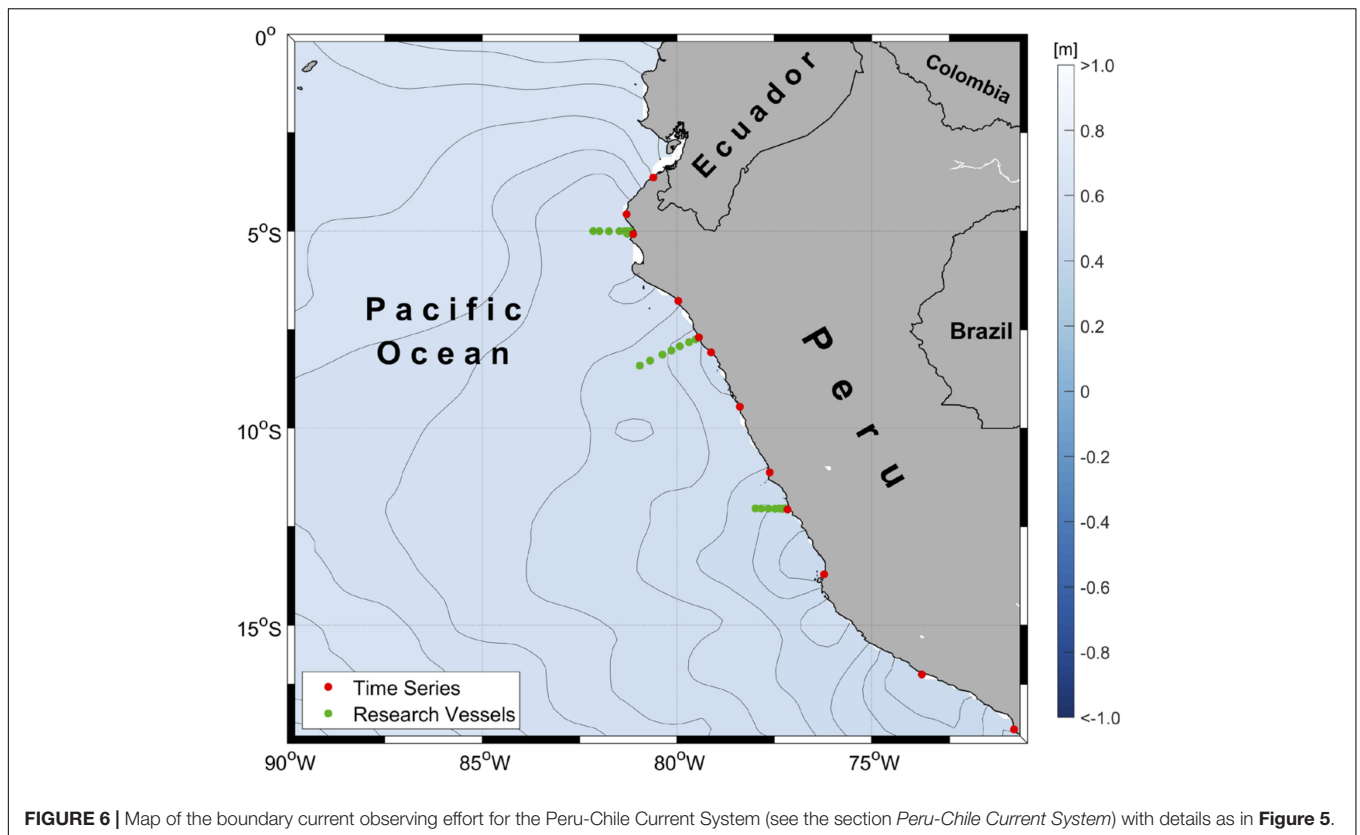 0°
5°S
10°S
15°S
90°W
85°W
80°W
75°W
Colombia
Ecuador
Brazil
Peru
Pacific
Ocean
Time Series
Research Vessels
[m]
>1.0
0.8
0.6
0.4
0.2
0
-0.2
-0.4
-0.6
-0.8
<-1.0
FIGURE 6 | Map of the boundary current observing effort for the Peru-Chile Current System (see the section Peru-Chile Current System) with details as in Figure 5.